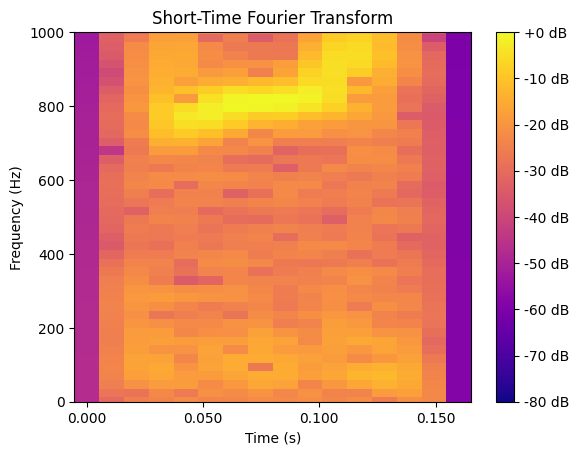 Short-Time Fourier Transform
1000
800
600
400
200
0
Frequency (Hz)
0.000
0.050
0.100
0.150
Time (s)
+0 dB
-10 dB
-20 dB
-30 dB
-40 dB
-50 dB
-60 dB
-70 dB
-80 dB